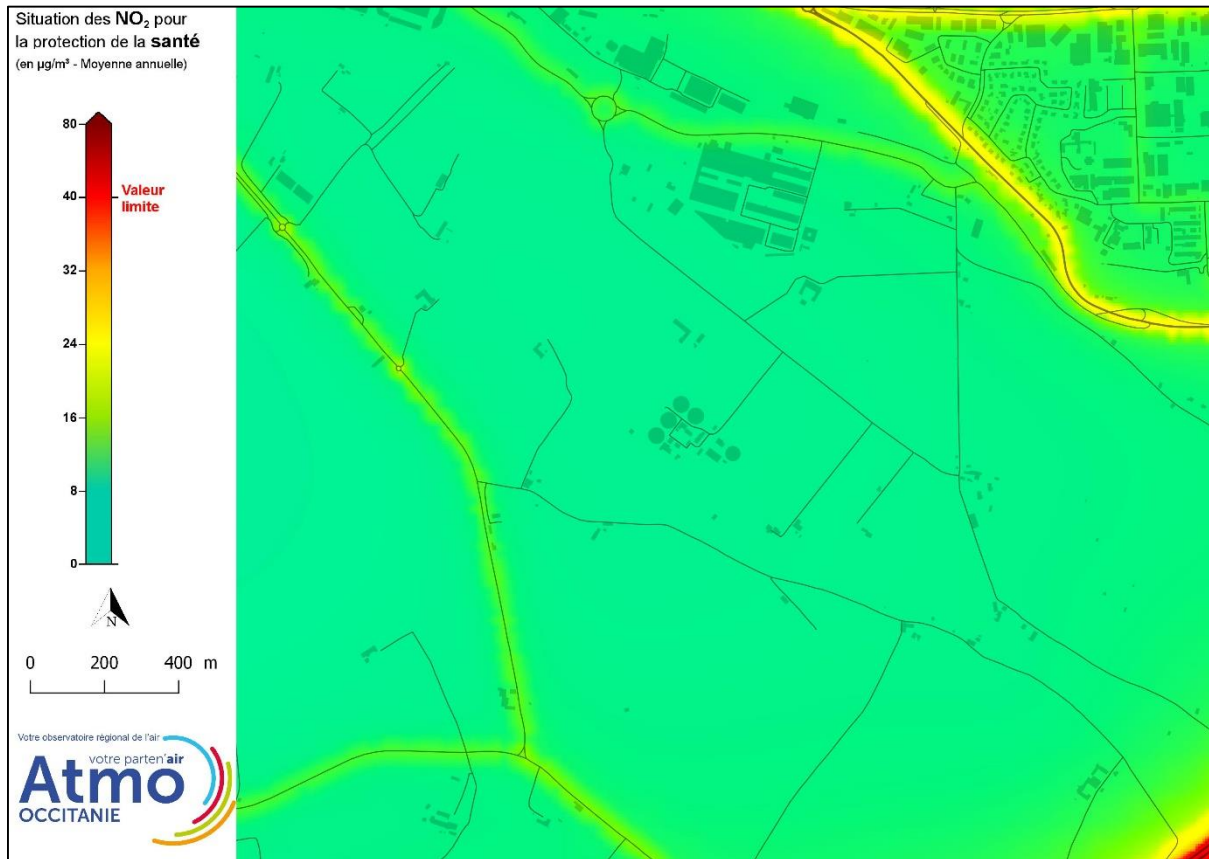 Situation des NO₂ pour
la protection de la santé
(en µg/m³ - Moyenne annuelle)
80
40
Valeur
limite
32
24
16
8
0
N
0 200 400 m
Votre observatoire régional de l'air
votre parten'air
Atmo
OCCITANIE